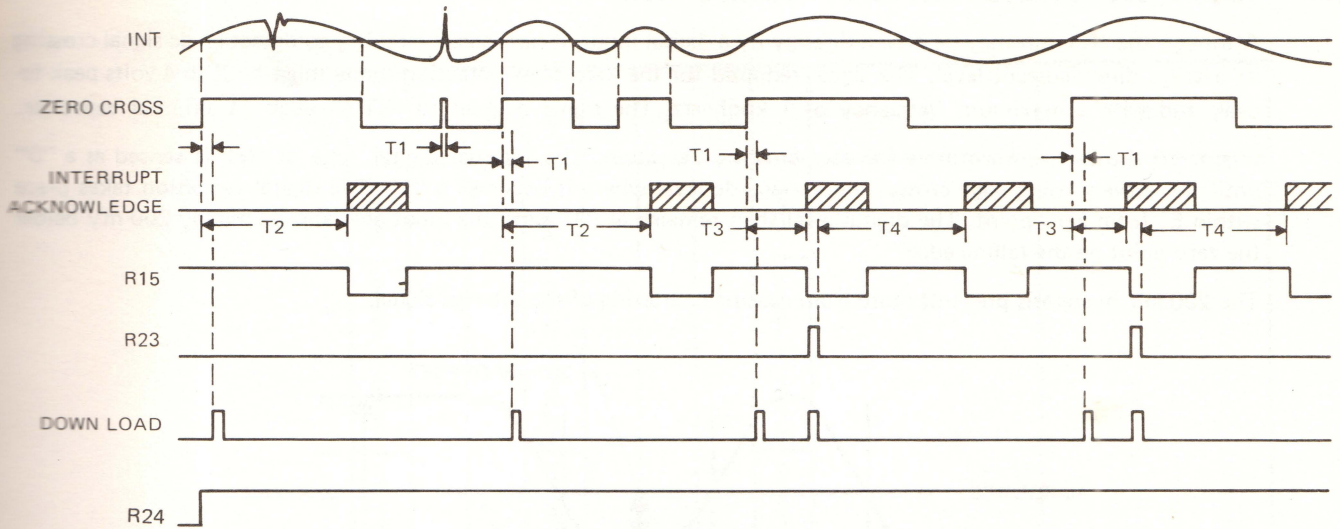 INT
ZERO CROSS
T1 T1 T1 T1
INTERRUPT
ACKNOWLEDGE
T2 T2 T3 T4 T3 T4
R15
R23
DOWN LOAD
R24